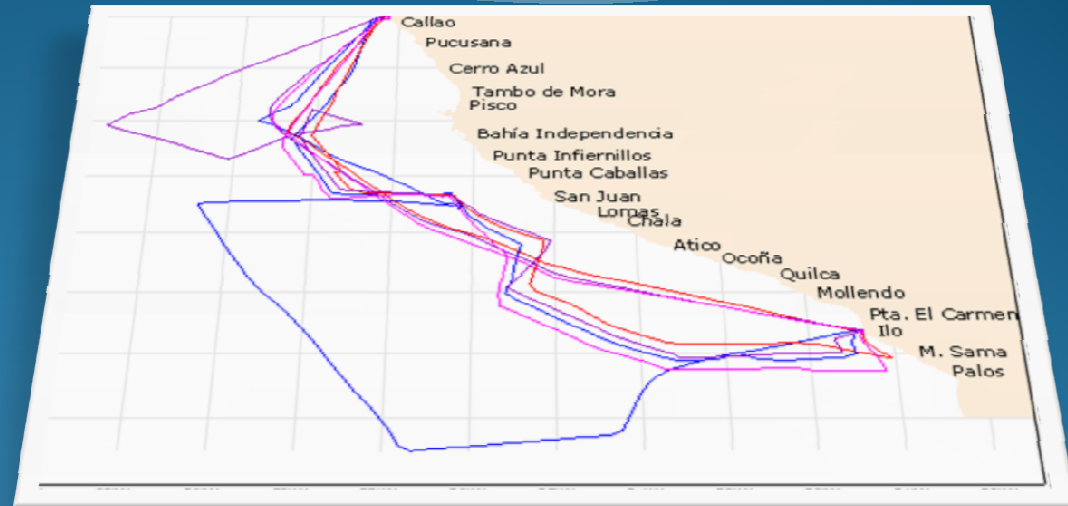 Callao
Pucusana
Cerro Azul
Tambo de Mora
Pisco
Bahía Independencia
Punta Infiernillos
Punta Caballas
San Juan
Lomas
Chala
Atico
Ocoña
Quilca
Mollendo
Pta. El Carmen
Ilo
M. Sama
Palos